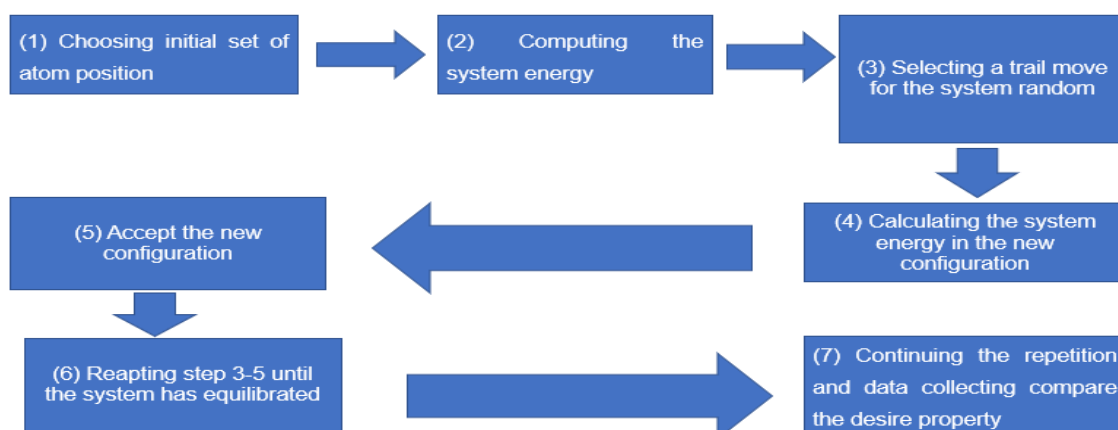 (1) Choosing initial set of
atom position
(2) Computing the
system energy
(3) Selecting a trail move
for the system random
(4) Calculating the system
energy in the new
configuration
(5) Accept the new
configuration
(6) Reapting step 3-5 until
the system has equilibrated
(7) Continuing the repetition
and data collecting compare
the desire property